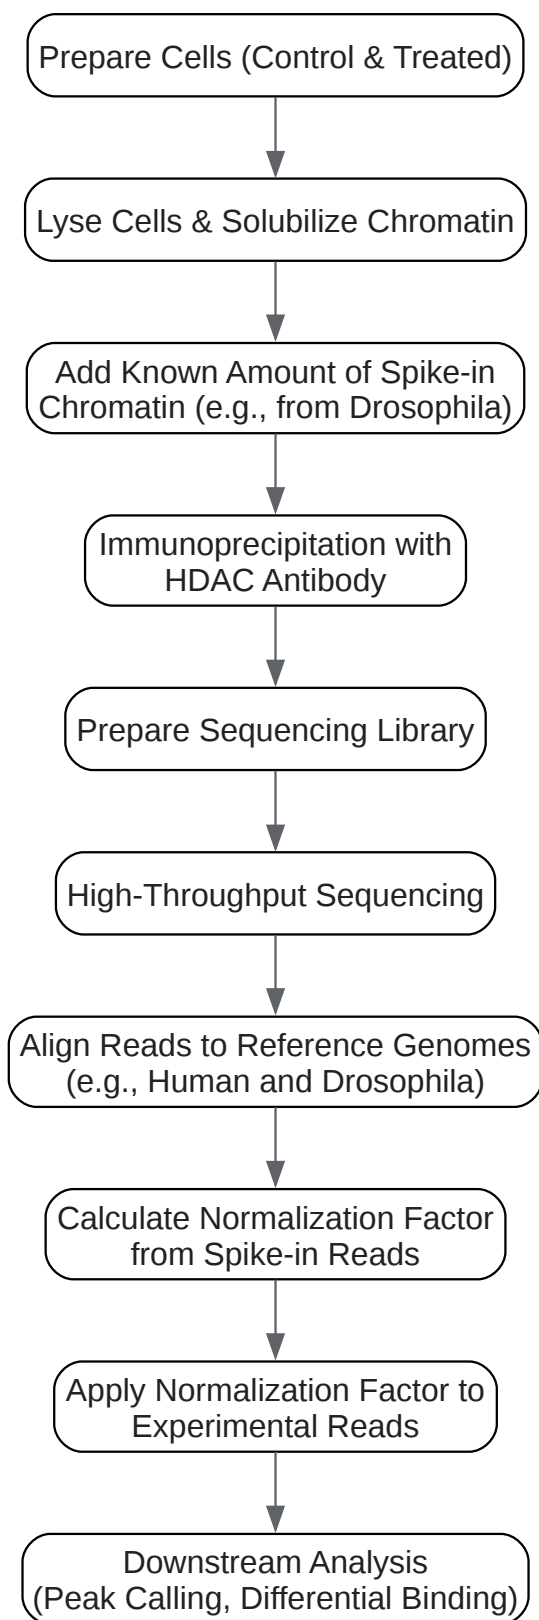 Prepare Cells (Control & Treated)
Lyse Cells & Solubilize Chromatin
Add Known Amount of Spike-in
Chromatin (e.g., from Drosophila)
Immunoprecipitation with
HDAC Antibody
Prepare Sequencing Library
High-Throughput Sequencing
Align Reads to Reference Genomes
(e.g., Human and Drosophila)
Calculate Normalization Factor
from Spike-in Reads
Apply Normalization Factor to
Experimental Reads
Downstream Analysis
(Peak Calling, Differential Binding)